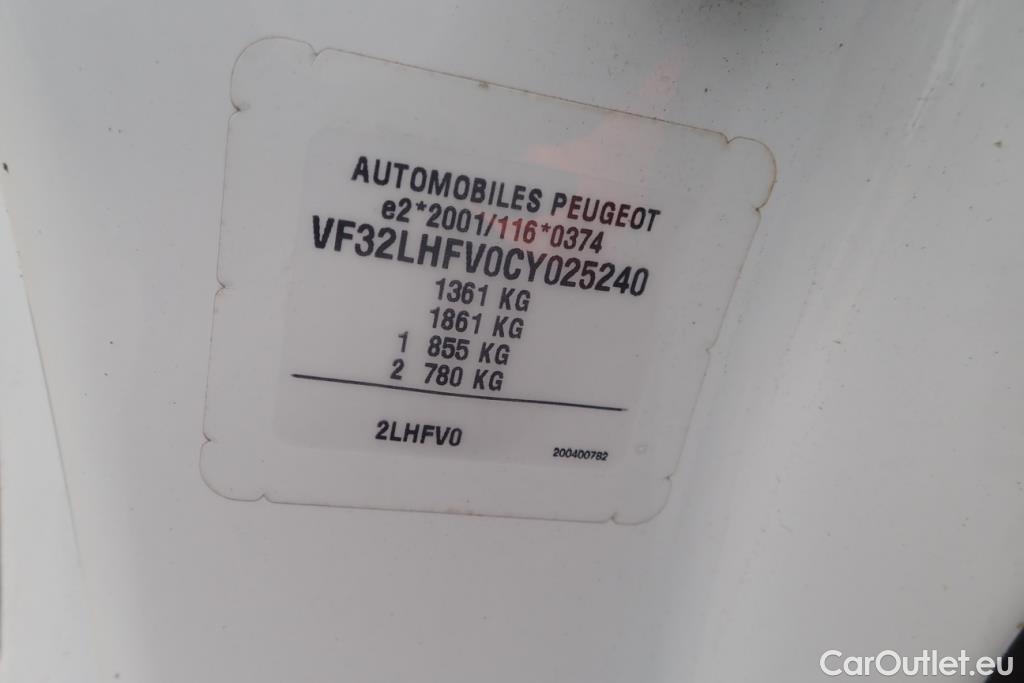 AUTOMOBILES PEUGEOT
e2*2001/116*0374
VF32LHFV0CY025240
1361 KG
1861 KG
1 855 KG
2 780 KG
2LHFV0
200400782
CarOutlet.eu